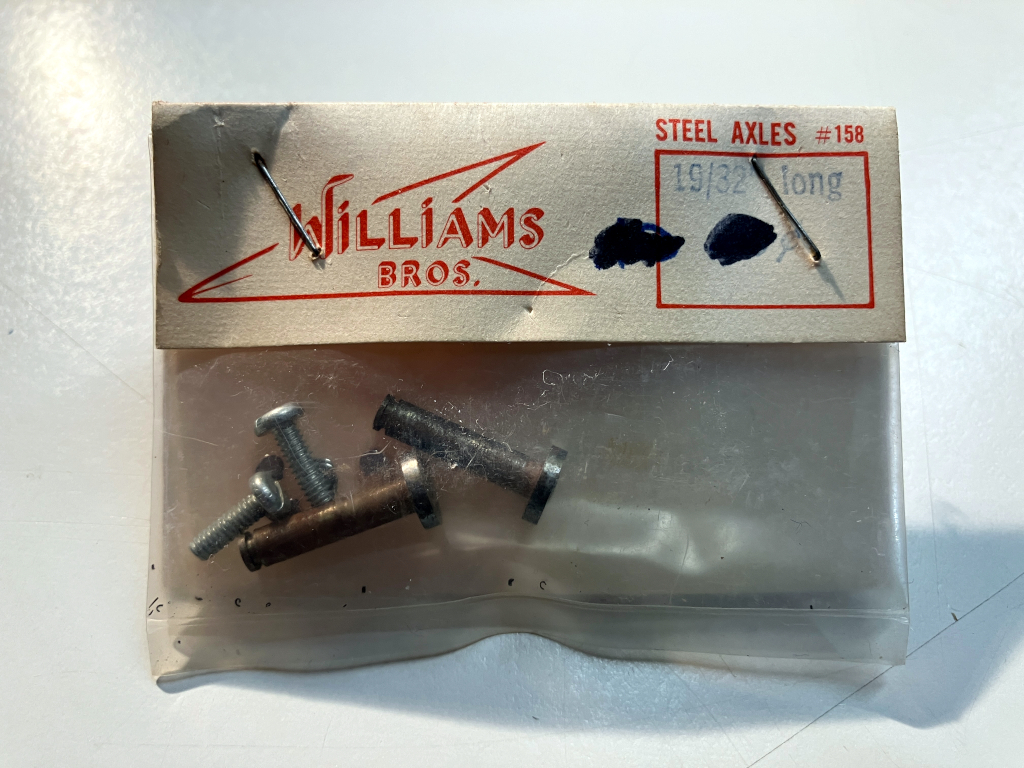 STEEL AXLES #158
19/32" long
WiLLiAMS
BROS.